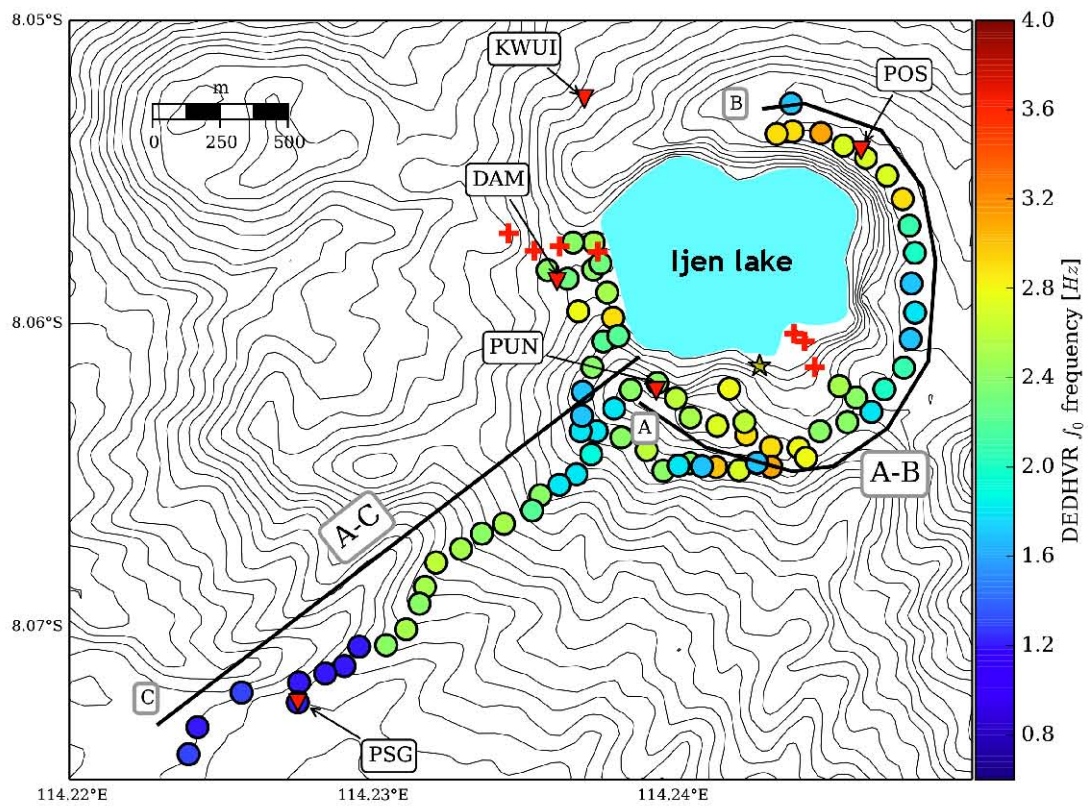 8.05°S
8.06°S
8.07°S
114.22°E
114.23°E
114.24°E
m
0 250 500
KWUI
POS
B
DAM
Ijen lake
PUN
A
A-B
A-C
C
PSG
4.0
3.6
3.2
2.8
2.4
2.0
1.6
1.2
0.8
DEDHVR f₀ frequency [Hz]